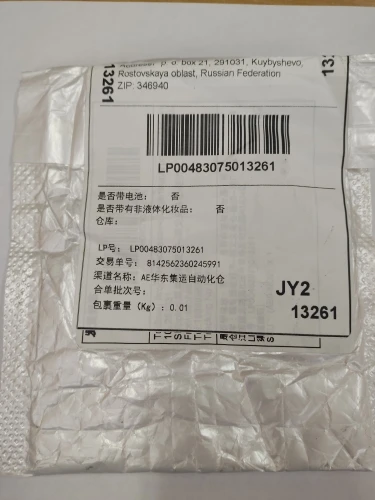 p. o. box 21, 291031, Kuybyshevo,
Rostovskaya oblast, Russian Federation
ZIP: 346940
13261
LP00483075013261
是否带电池： 否
是否带有非液体化妆品： 否
仓库：
LP号： LP00483075013261
交易单号： 8142562360245991
渠道名称：AE华东集运自动化仓
合单批次号：
包裹重量（Kg）：0.01
JY2
13261